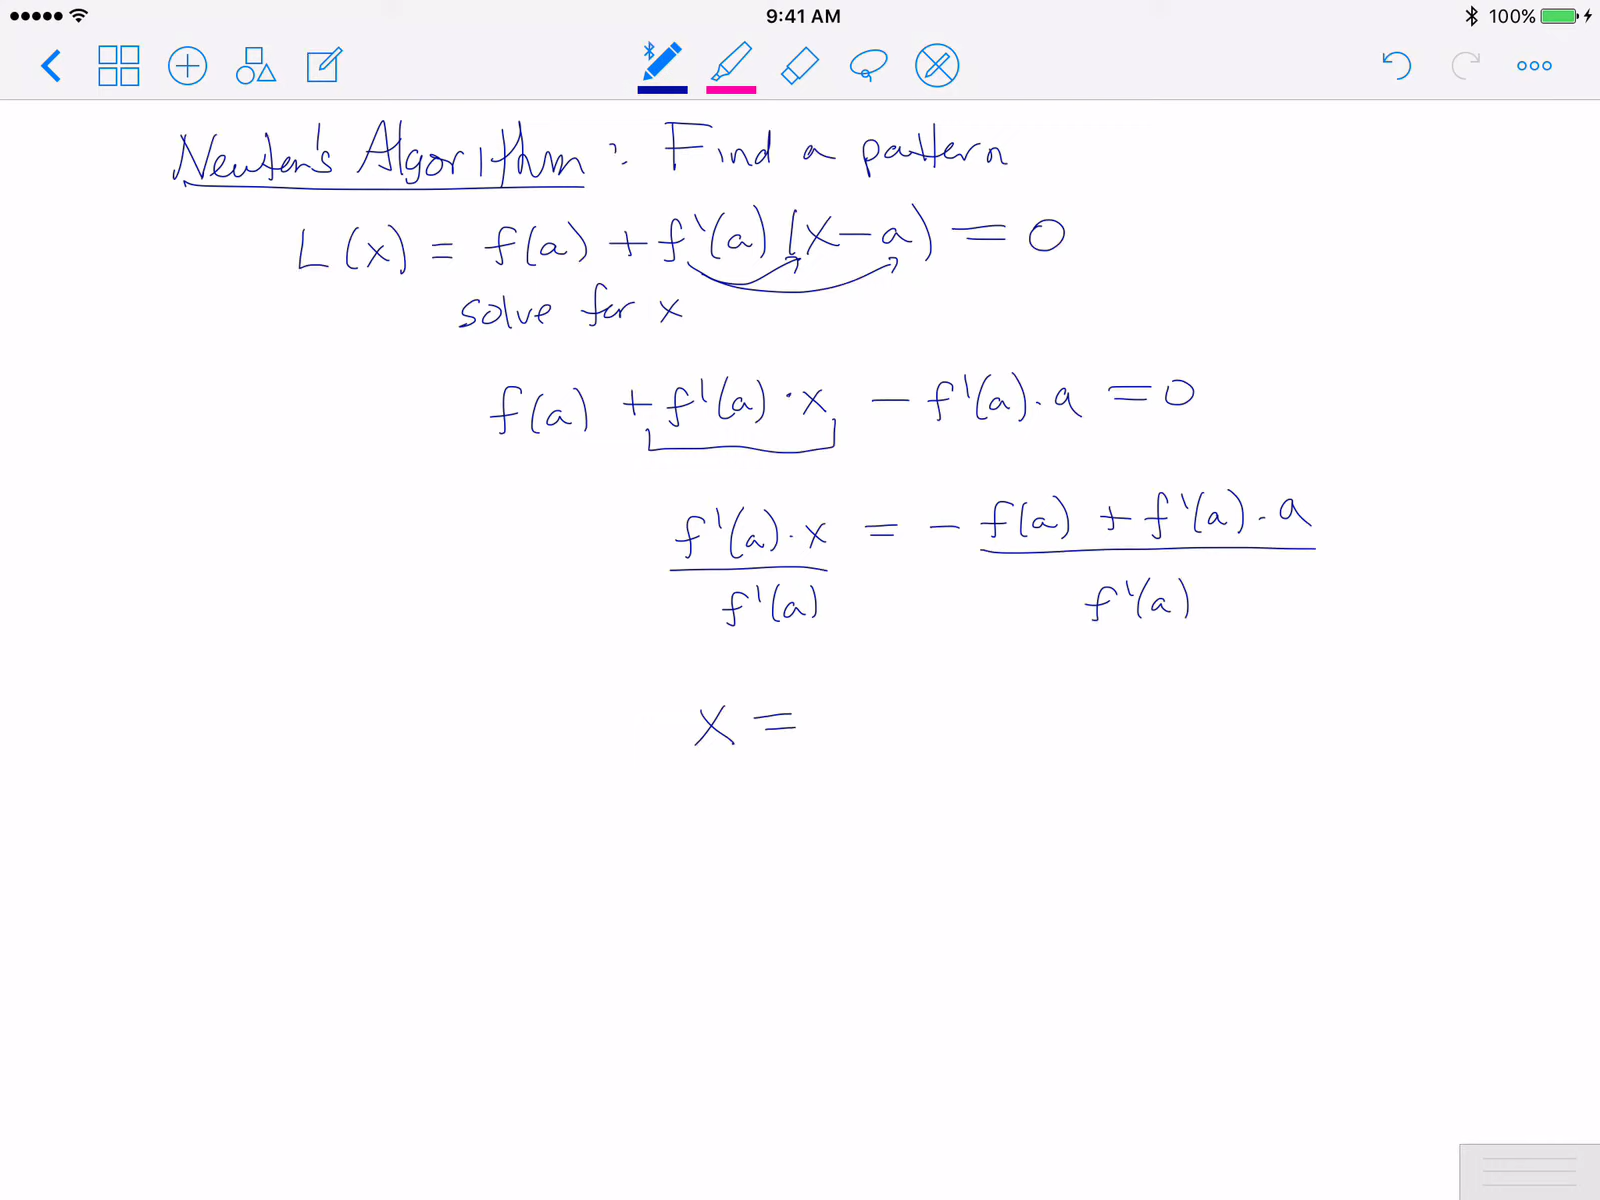 9:41 AM
100%
Newton's Algorithm : Find a pattern
L(x) = f(a) + f'(a) (x-a) = 0
solve for x
f(a) + f'(a) · x - f'(a) · a = 0
f'(a) · x = - f(a) + f'(a) · a
f'(a) f'(a)
x =